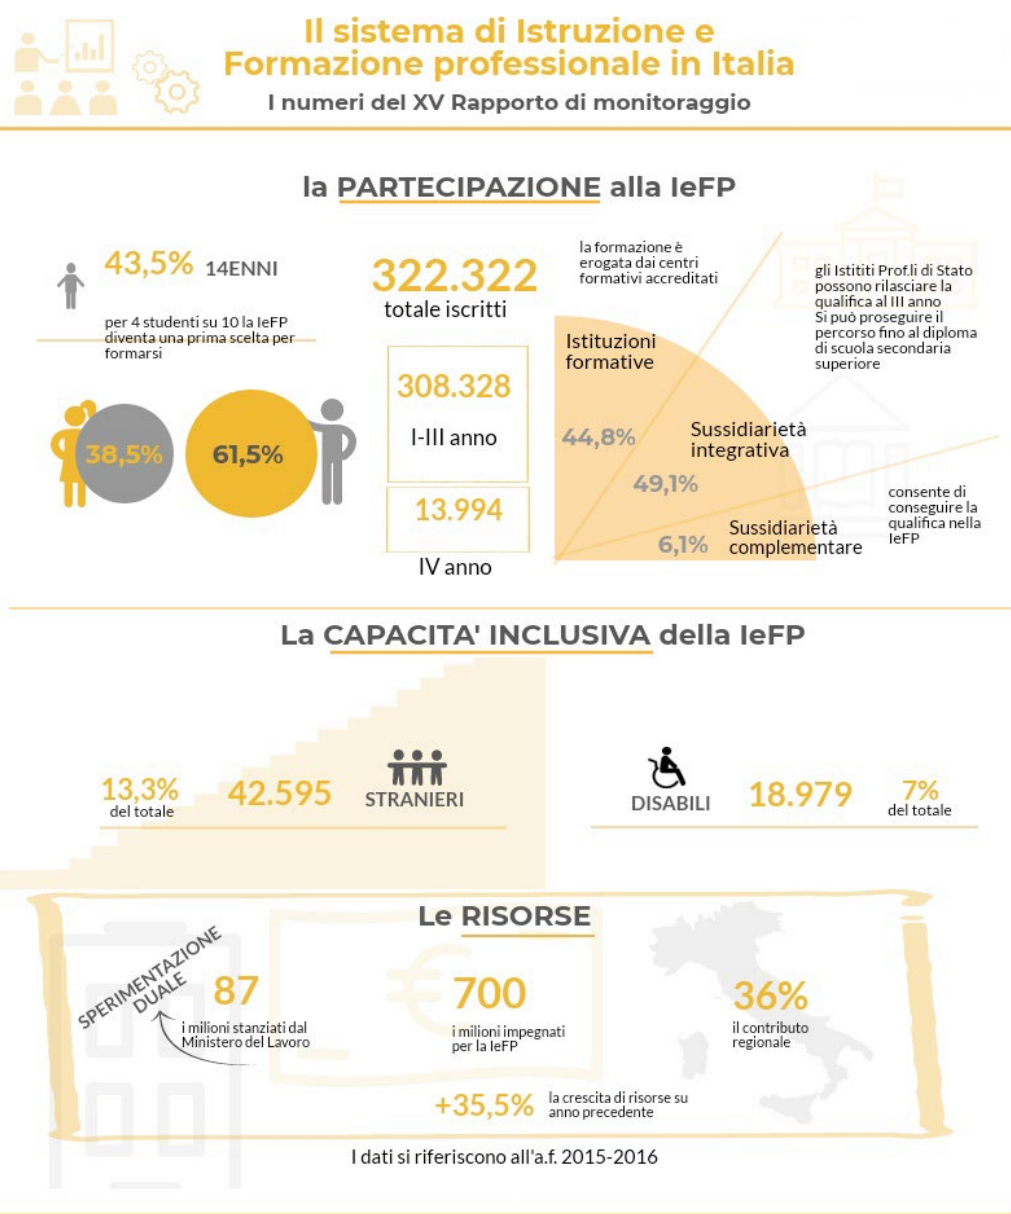 Il sistema di Istruzione e
Formazione professionale in Italia
I numeri del XV Rapporto di monitoraggio
la PARTECIPAZIONE alla IeFP
43,5% 14ENNI
per 4 studenti su 10 la IeFP
diventa una prima scelta per
formarsi
38,5%
61,5%
322.322
totale iscritti
308.328
I-III anno
13.994
IV anno
la formazione è
erogata dai centri
formativi accreditati
Istituzioni
formative
44,8%
gli Istititi Prof.li di Stato
possono rilasciare la
qualifica al III anno
Si può proseguire il
percorso fino al diploma
di scuola secondaria
superiore
Sussidiarietà
integrativa
49,1%
Sussidiarietà
complementare
6,1%
consente di
conseguire la
qualifica nella
IeFP
La CAPACITA' INCLUSIVA della IeFP
13,3%
del totale
42.595
STRANIERI
DISABILI
18.979
7%
del totale
Le RISORSE
SPERIMENTAZIONE
DUALE
87
i milioni stanziati dal
Ministero del Lavoro
€
700
i milioni impegnati
per la IeFP
36%
il contributo
regionale
+35,5%
la crescita di risorse su
anno precedente
I dati si riferiscono all'a.f. 2015-2016